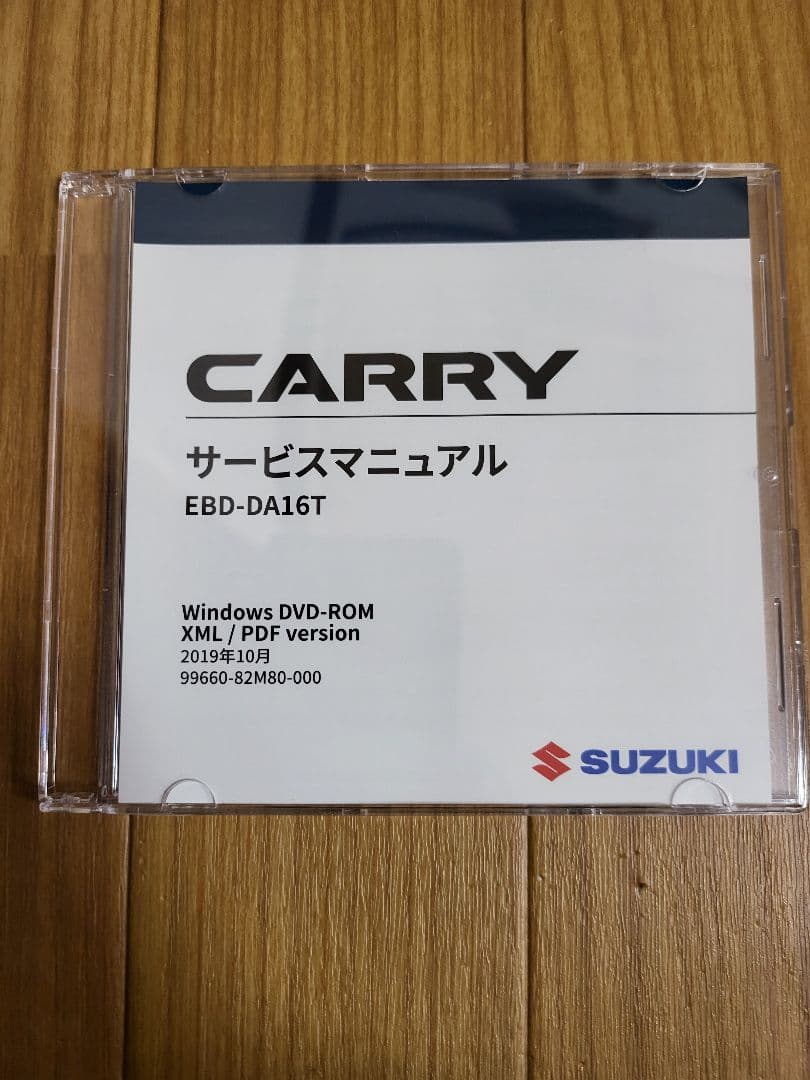 CARRY
サービスマニュアル
EBD-DA16T
Windows DVD-ROM
XML / PDF version
2019年10月
99660-82M80-000
SUZUKI